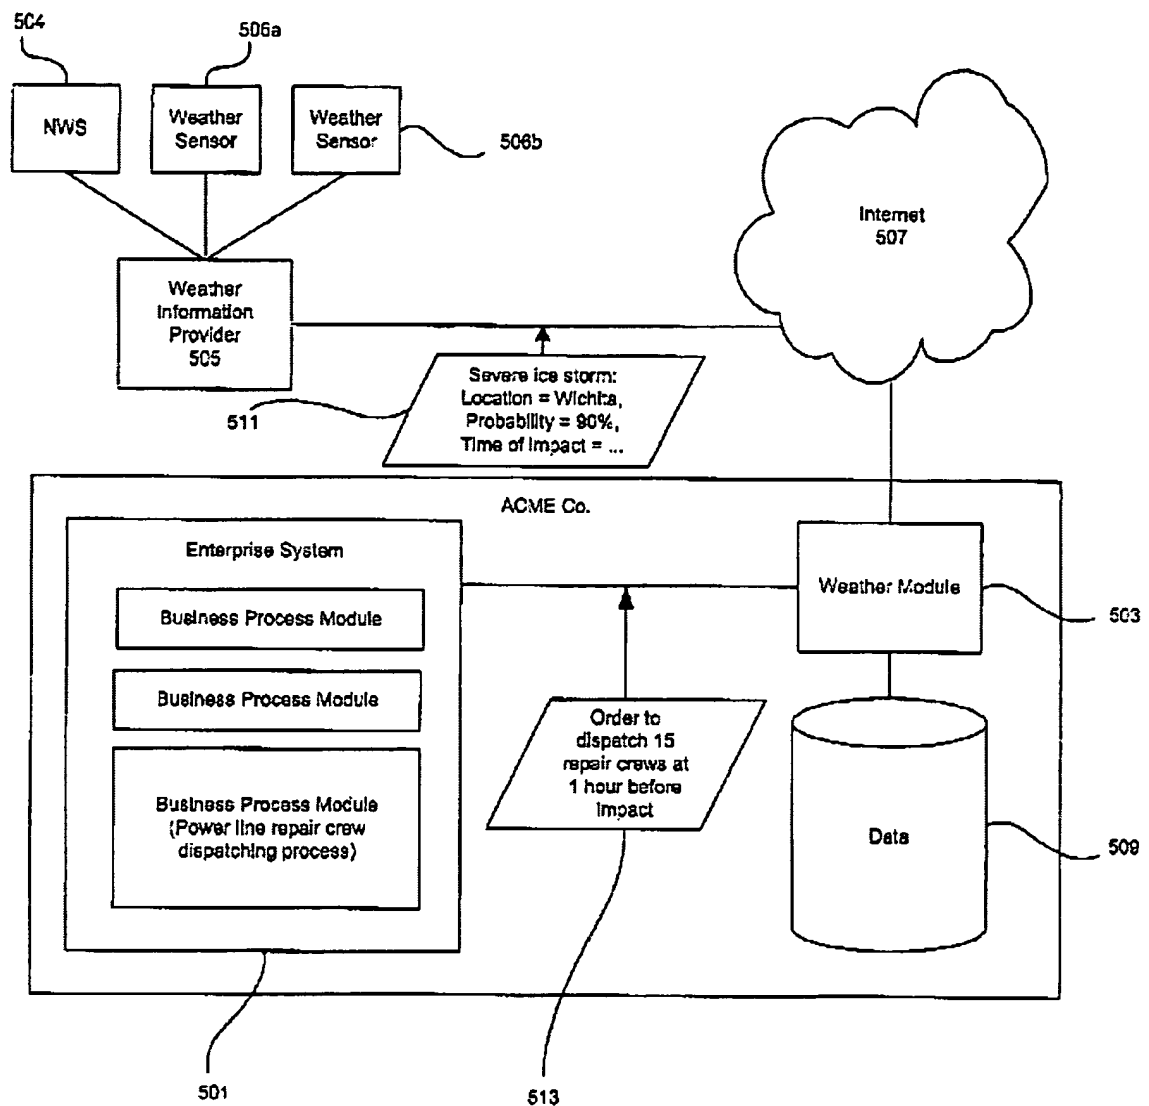 504
506a
NWS
Weather
Sensor
Weather
Sensor
506b
Internet
507
Weather
Information
Provider
505
Severe ice storm:
Location = Wichita,
Probability = 90%,
Time of impact = ...
511
ACME Co.
Enterprise System
Business Process Module
Business Process Module
Business Process Module
(Power line repair crew
dispatching process)
Weather Module
503
Order to
dispatch 15
repair crews at
1 hour before
impact
Data
509
501
513